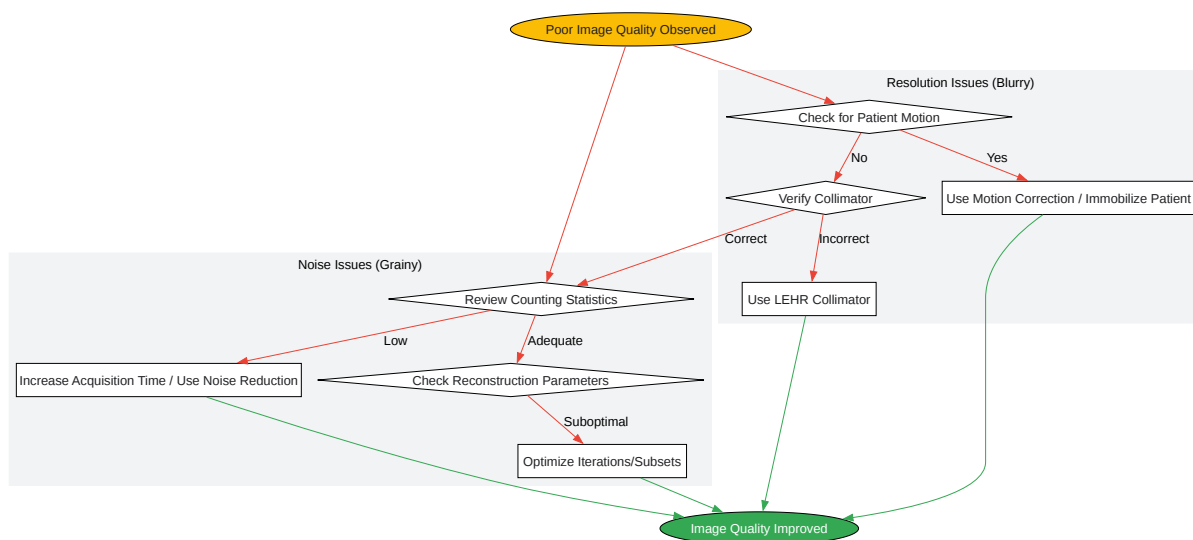 Poor Image Quality Observed
Resolution Issues (Blurry)
Check for Patient Motion
No
Yes
Verify Collimator
Use Motion Correction / Immobilize Patient
Correct
Incorrect
Noise Issues (Grainy)
Review Counting Statistics
Use LEHR Collimator
Low
Adequate
Increase Acquisition Time / Use Noise Reduction
Check Reconstruction Parameters
Suboptimal
Optimize Iterations/Subsets
Image Quality Improved